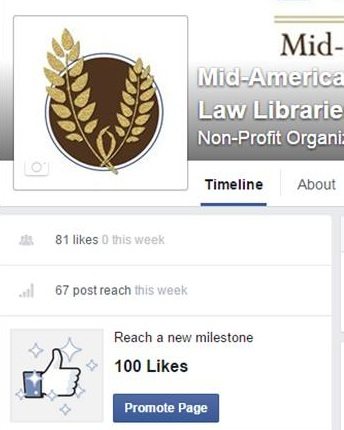 Mid-
Mid-America
Law Librarie
Non-Profit Organi
Timeline About
81 likes 0 this week
67 post reach this week
Reach a new milestone
100 Likes
Promote Page